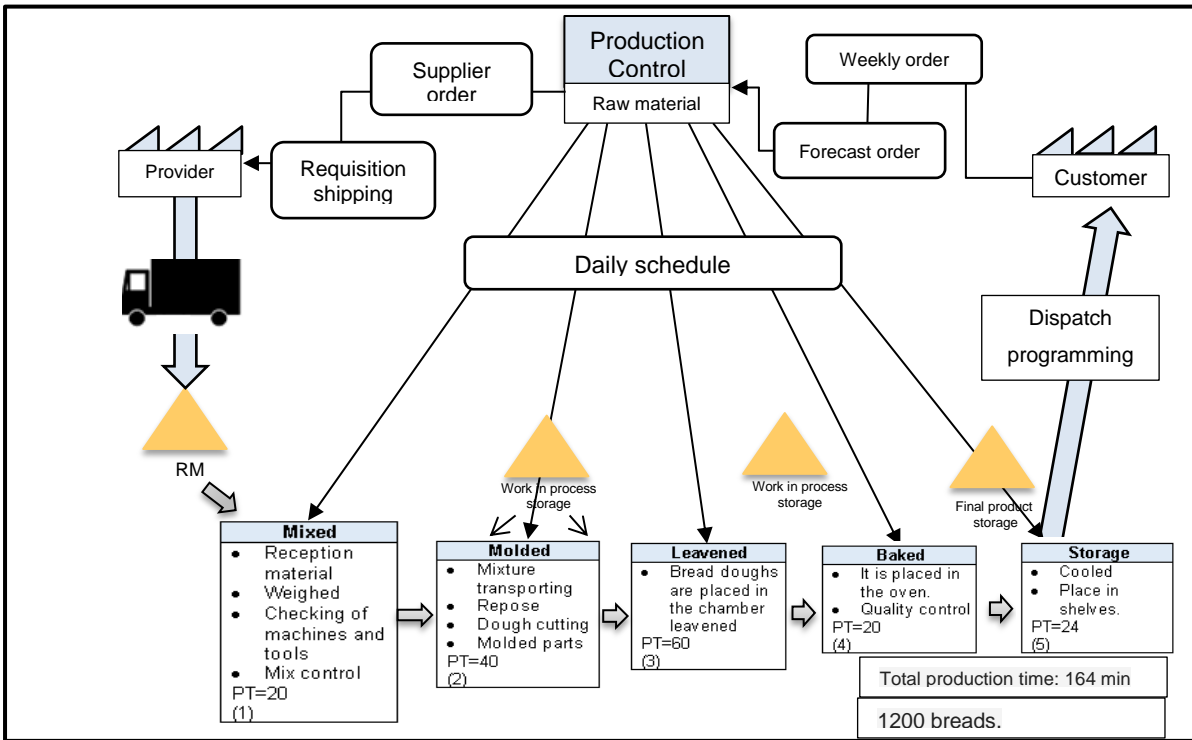 Production
Control
Raw material
Supplier
order
Weekly order
Forecast order
Requisition
shipping
Provider
Customer
Daily schedule
Dispatch
programming
RM
Work in process
storage
Work in process
storage
Final product
storage
Mixed
• Reception
material
• Weighed
• Checking of
machines and
tools
• Mix control
PT=20
(1)
Molded
• Mixture
transporting
• Repose
• Dough cutting
• Molded parts
PT=40
(2)
Leavened
• Bread doughs
are placed in
the chamber
leavened
PT=60
(3)
Baked
• It is placed in
the oven.
• Quality control
PT=20
(4)
Storage
• Cooled
• Place in
shelves.
PT=24
(5)
Total production time: 164 min
1200 breads.